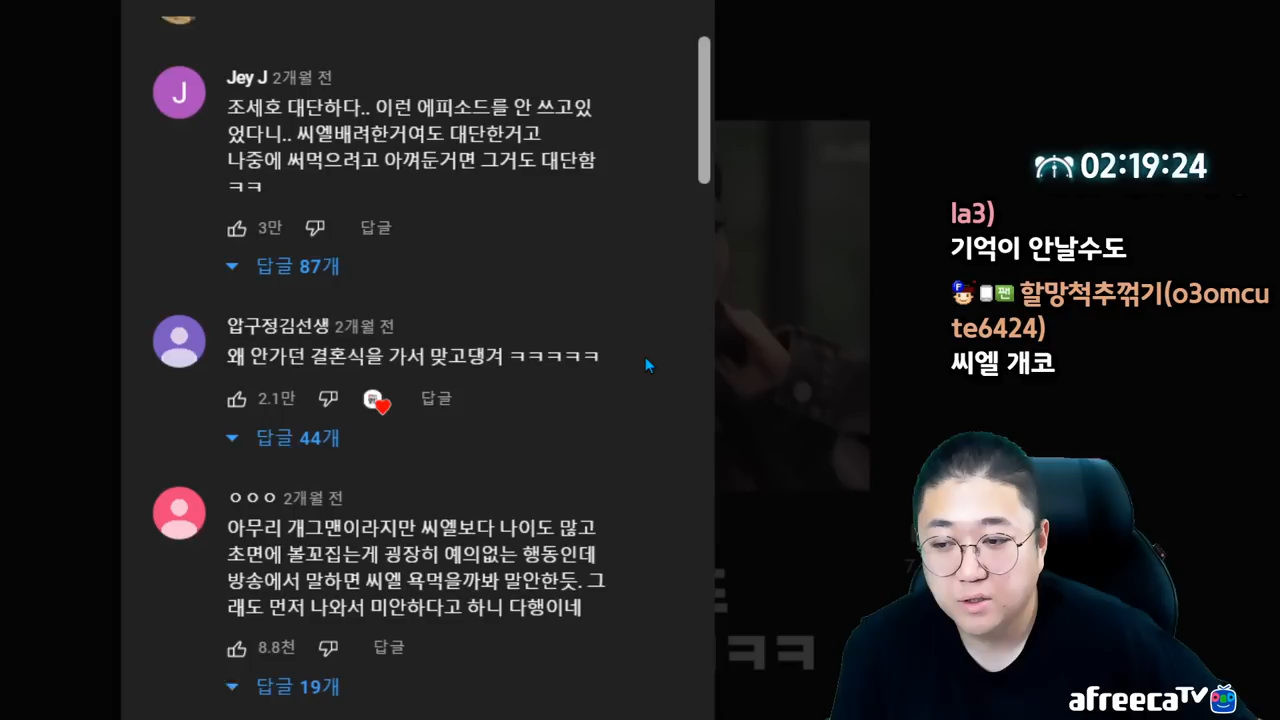 Jey J 2개월 전
조세호 대단하다.. 이런 에피소드를 안 쓰고있
었다니.. 씨엘배려한거여도 대단한거고
나중에 써먹으려고 아껴둔거면 그거도 대단함
ㅋㅋ
3만 답글
답글 87개
압구정김선생 2개월 전
왜 안가던 결혼식을 가서 맞고댕겨 ㅋㅋㅋㅋㅋ
2.1만 답글
답글 44개
ㅇㅇㅇ 2개월 전
아무리 개그맨이라지만 씨엘보다 나이도 많고
초면에 볼꼬집는게 굉장히 예의없는 행동인데
방송에서 말하면 씨엘 욕먹을까봐 말안한듯. 그
래도 먼저 나와서 미안하다고 하니 다행이네
8.8천 답글
답글 19개
02:19:24
la3)
기억이 안날수도
F 팬 할망척추꺾기(o3omcu
te6424)
씨엘 개코
ㅋㅋ
afreecaTV